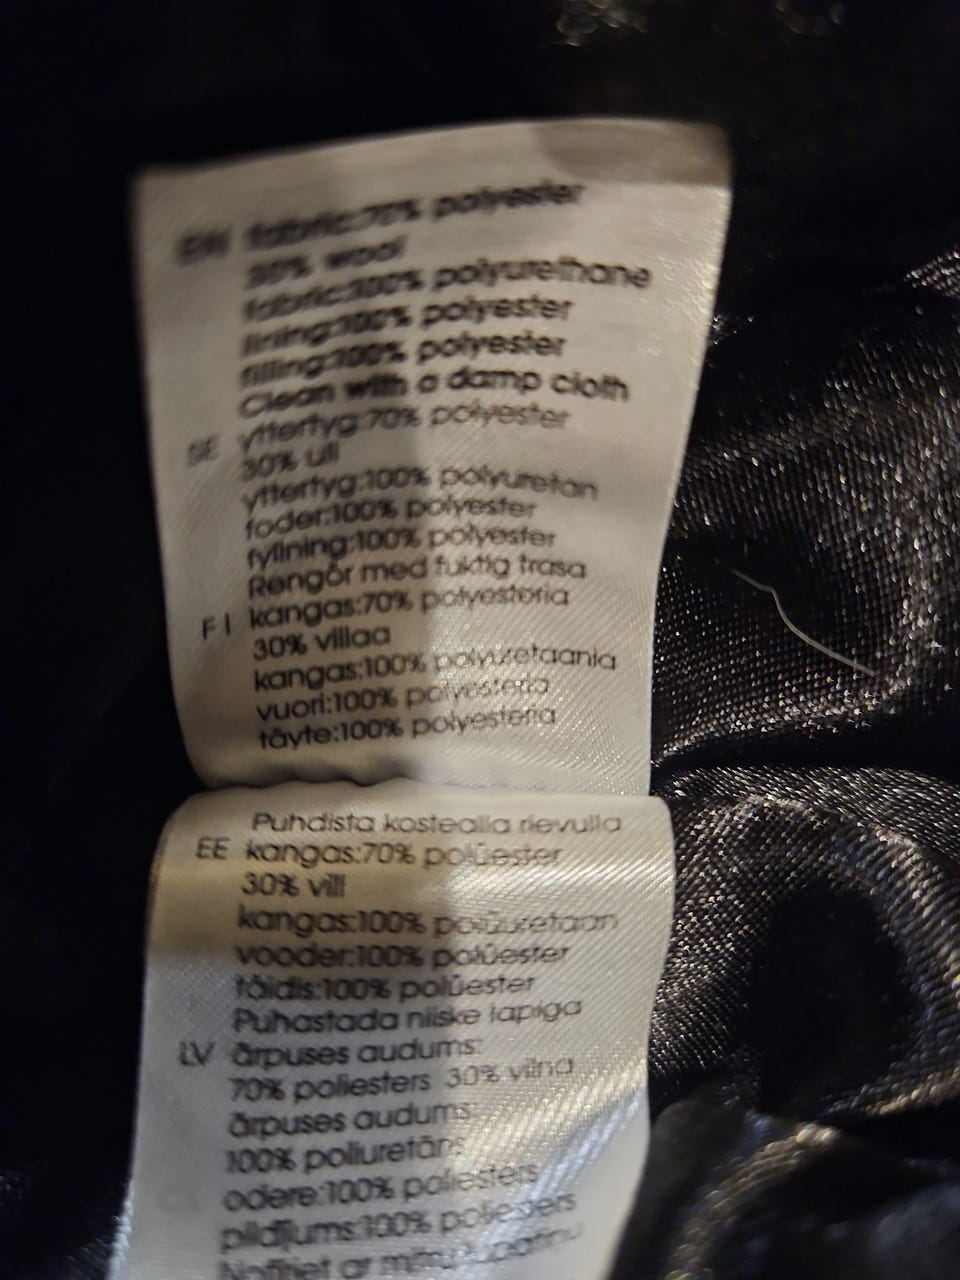 EN fabric:70% polyester
30% wool
fabric:100% polyurethane
lining:100% polyester
filling:100% polyester
Clean with a damp cloth
SE yttertyg:70% polyester
30% ull
yttertyg:100% polyuretan
foder:100% polyester
fyllning:100% polyester
Rengör med fuktig trasa
FI kangas:70% polyesteria
30% villaa
kangas:100% polyuretaania
vuori:100% polyesteria
täyte:100% polyesteria
Puhdista kostealla rievulla
EE kangas:70% polüester
30% vill
kangas:100% polüuretaan
vooder:100% polüester
täidis:100% polüester
Puhastada niiske lapiga
LV ārpuses audums:
70% poliesters 30% vilna
ārpuses audums:
100% poliuretāns
odere:100% poliesters
pildījums:100% poliesters
ar mitru